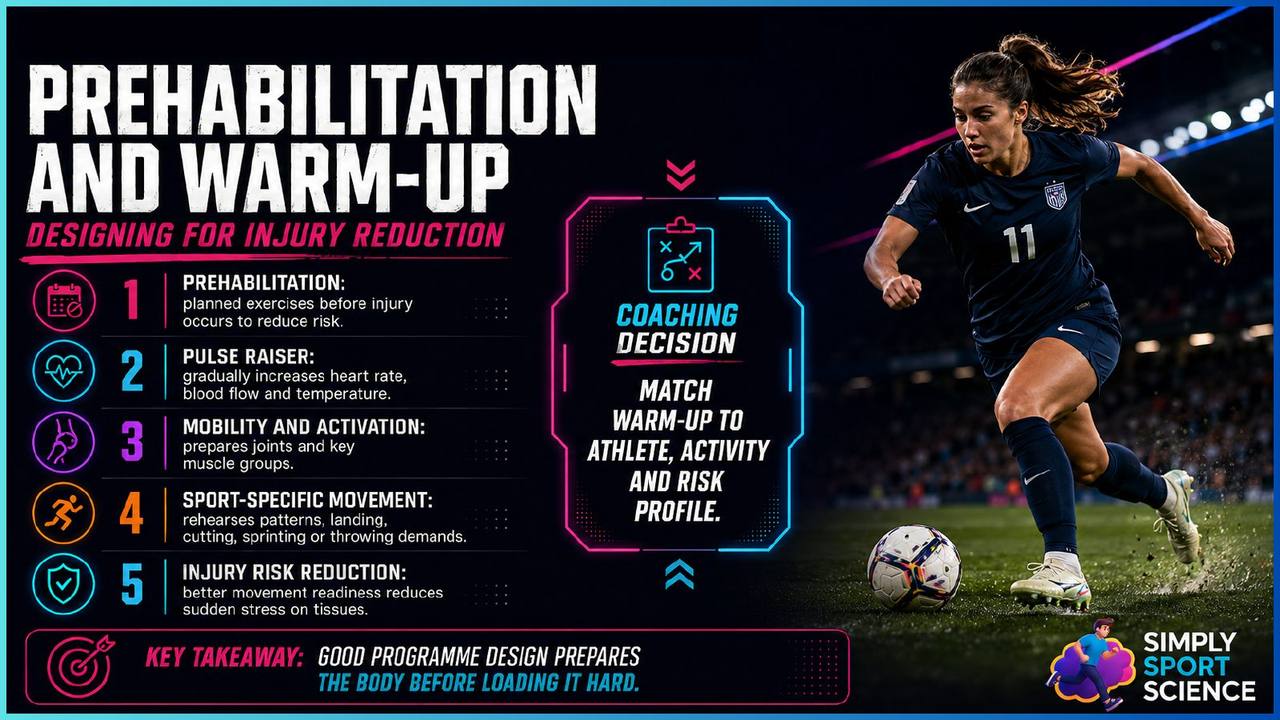 PREHABILITATION
AND WARM-UP
DESIGNING FOR INJURY REDUCTION
1
PREHABILITATION:
planned exercises before injury
occurs to reduce risk.
2
PULSE RAISER:
gradually increases heart rate,
blood flow and temperature.
3
MOBILITY AND ACTIVATION:
prepares joints and key
muscle groups.
4
SPORT-SPECIFIC MOVEMENT:
rehearses patterns, landing,
cutting, sprinting or throwing demands.
5
INJURY RISK REDUCTION:
better movement readiness reduces
sudden stress on tissues.
COACHING
DECISION
MATCH
WARM-UP TO
ATHLETE, ACTIVITY
AND RISK
PROFILE.
KEY TAKEAWAY: GOOD PROGRAMME DESIGN PREPARES
THE BODY BEFORE LOADING IT HARD.
11
SIMPLY
SPORT
SCIENCE